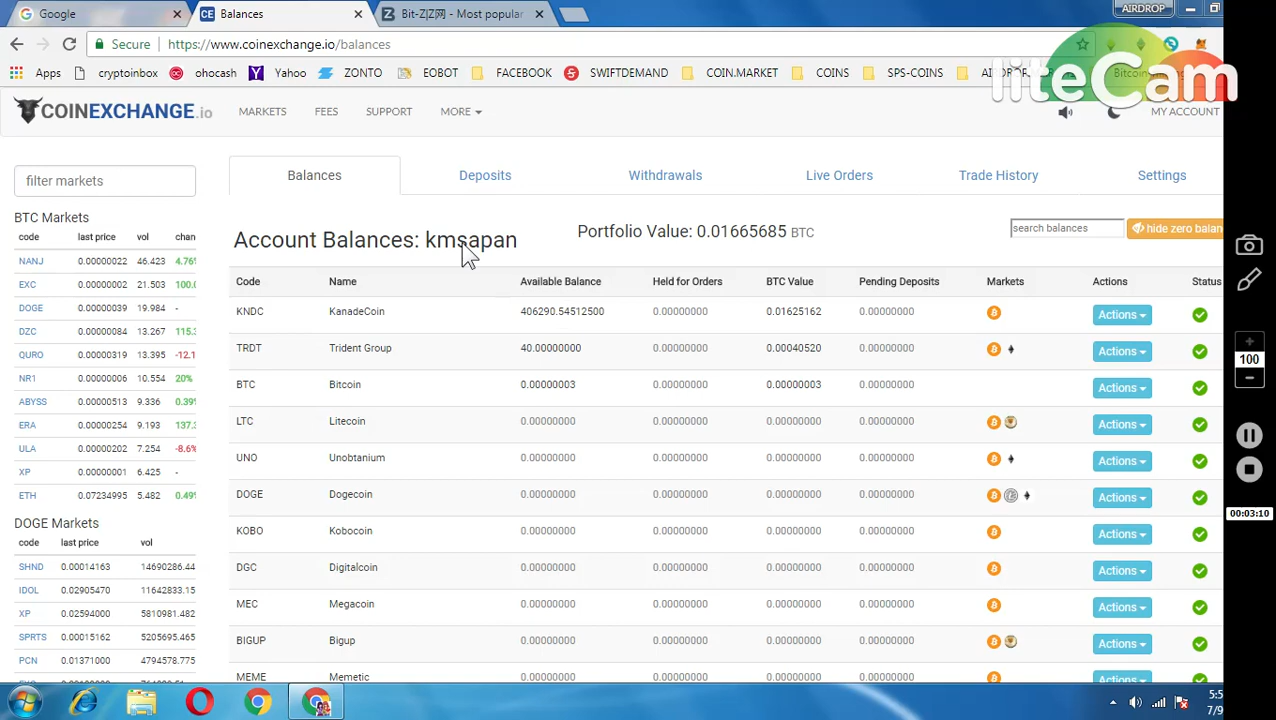 Google
Balances
Bit-Z|Z网 - Most popular
AIRDROP
Secure
https://www.coinexchange.io/balances
Apps
cryptoinbox
ohocash
Yahoo
ZONTO
EOBOT
FACEBOOK
SWIFTDEMAND
COIN.MARKET
COINS
SPS-COINS
liteCam
COINEXCHANGE.io
MARKETS
FEES
SUPPORT
MORE
MY ACCOUNT
filter markets
Balances
Deposits
Withdrawals
Live Orders
Trade History
Settings
Account Balances: kmsapan
Portfolio Value: 0.01665685 BTC
search balances
hide zero balan
BTC Markets
code last price vol chan
NANJ 0.00000022 46.423 4.76%
EXC 0.00000002 21.503 100.0
DOGE 0.00000039 19.984 -
DZC 0.00000084 13.267 115.3
QURO 0.00000319 13.395 -12.1
NR1 0.00000006 10.554 20%
ABYSS 0.00000513 9.336 0.39%
ERA 0.00000254 9.193 137.3
ULA 0.00000202 7.254 -8.6%
XP 0.00000001 6.425 -
ETH 0.07234995 5.482 0.49%
DOGE Markets
code last price vol
SHND 0.00014163 14690286.44
IDOL 0.02905470 11642833.15
XP 0.02594000 5810981.482
SPRTS 0.00015162 5205695.465
PCN 0.01371000 4794578.775
Code Name Available Balance Held for Orders BTC Value Pending Deposits Markets Actions Status
KNDC KanadeCoin 406290.54512500 0.00000000 0.01625162 0.00000000 Actions
TRDT Trident Group 40.00000000 0.00000000 0.00040520 0.00000000 Actions
BTC Bitcoin 0.00000003 0.00000000 0.00000003 0.00000000 Actions
LTC Litecoin 0.00000000 0.00000000 0.00000000 0.00000000 Actions
UNO Unobtanium 0.00000000 0.00000000 0.00000000 0.00000000 Actions
DOGE Dogecoin 0.00000000 0.00000000 0.00000000 0.00000000 Actions
KOBO Kobocoin 0.00000000 0.00000000 0.00000000 0.00000000 Actions
DGC Digitalcoin 0.00000000 0.00000000 0.00000000 0.00000000 Actions
MEC Megacoin 0.00000000 0.00000000 0.00000000 0.00000000 Actions
BIGUP Bigup 0.00000000 0.00000000 0.00000000 0.00000000 Actions
MEME Memetic 0.00000000 0.00000000 0.00000000 0.00000000 Actions
100
00:03:10
5:5
7/9